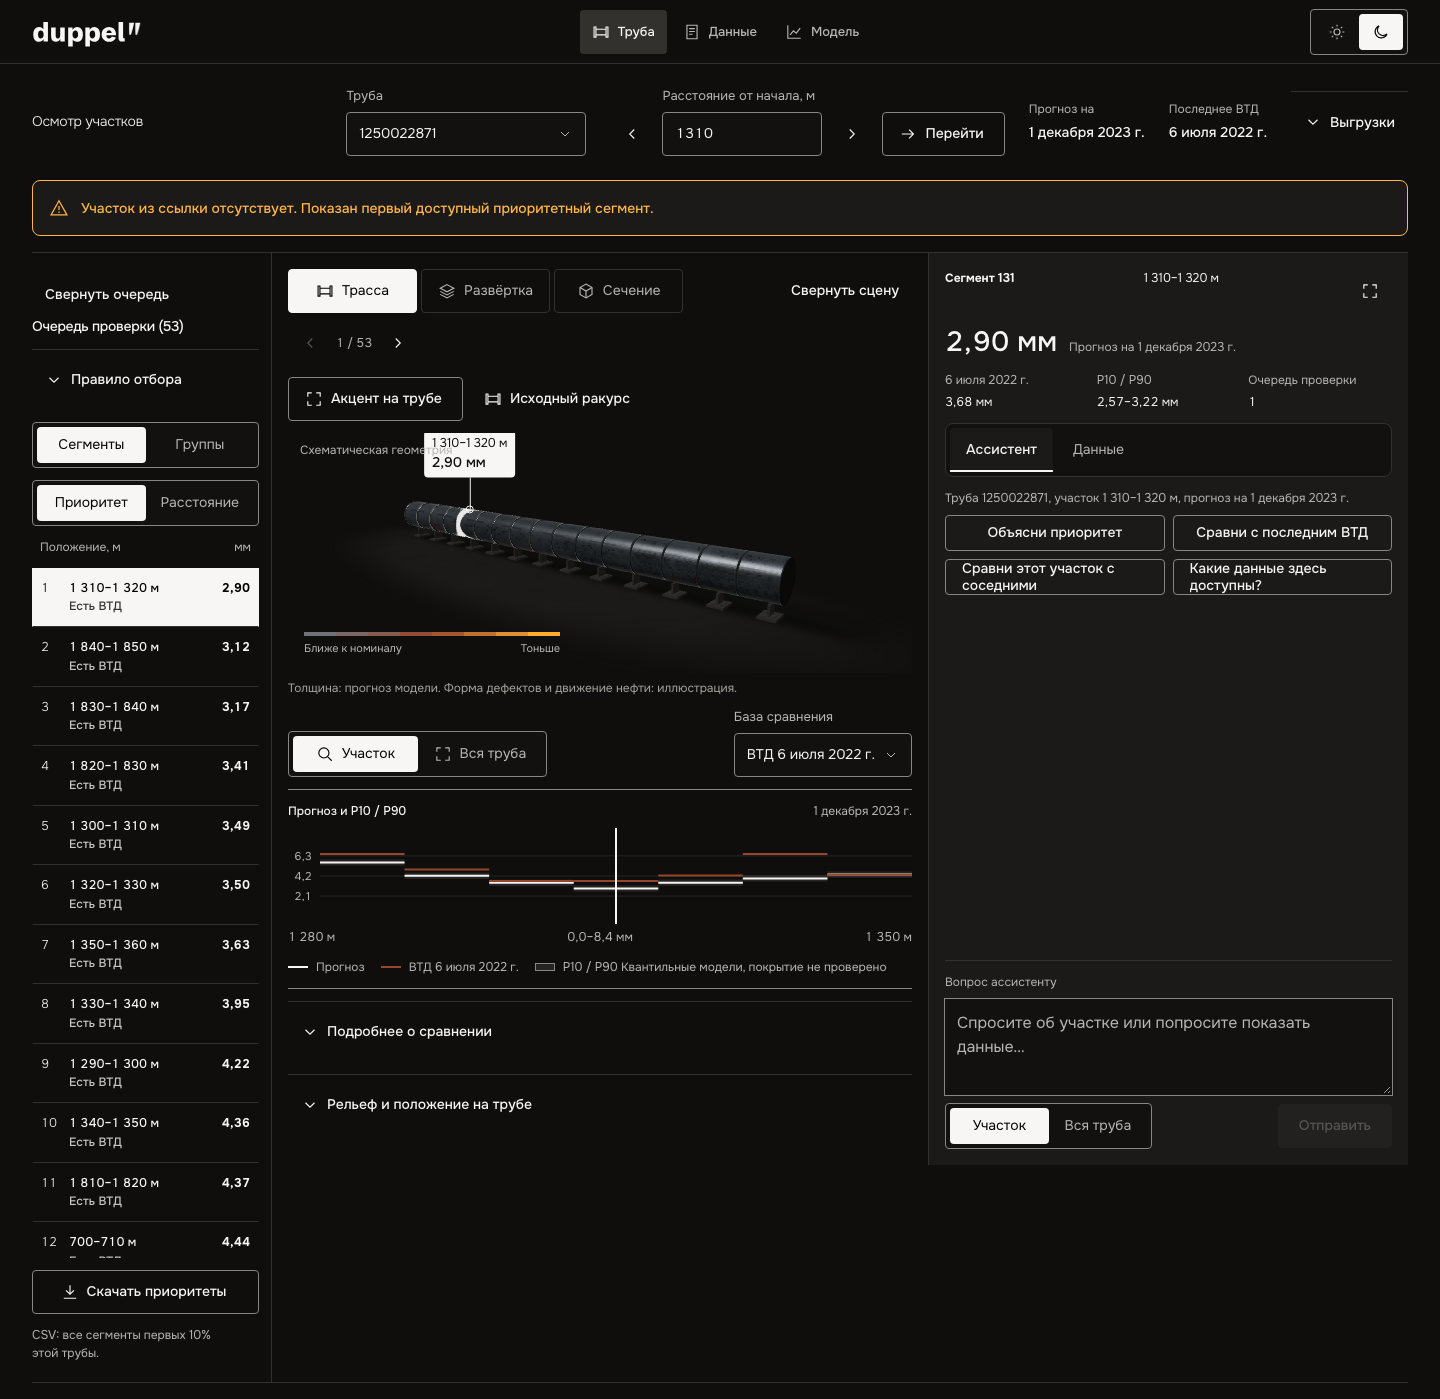 duppel"
Труба
Данные
Модель
Осмотр участков
Труба
1250022871
Расстояние от начала, м
1310
Перейти
Прогноз на
1 декабря 2023 г.
Последнее ВТД
6 июля 2022 г.
Выгрузки
Участок из ссылки отсутствует. Показан первый доступный приоритетный сегмент.
Свернуть очередь
Очередь проверки (53)
Правило отбора
Сегменты
Группы
Приоритет
Расстояние
Положение, м
мм
1 1 310–1 320 м 2,90
Есть ВТД
2 1 840–1 850 м 3,12
Есть ВТД
3 1 830–1 840 м 3,17
Есть ВТД
4 1 820–1 830 м 3,41
Есть ВТД
5 1 300–1 310 м 3,49
Есть ВТД
6 1 320–1 330 м 3,50
Есть ВТД
7 1 350–1 360 м 3,63
Есть ВТД
8 1 330–1 340 м 3,95
Есть ВТД
9 1 290–1 300 м 4,22
Есть ВТД
10 1 340–1 350 м 4,36
Есть ВТД
11 1 810–1 820 м 4,37
Есть ВТД
12 700–710 м 4,44
Есть ВТД
Скачать приоритеты
CSV: все сегменты первых 10%
этой трубы.
Трасса
Развёртка
Сечение
Свернуть сцену
1 / 53
Акцент на трубе
Исходный ракурс
Схематическая геометрия
1 310–1 320 м
2,90 мм
Ближе к номиналу
Тоньше
Толщина: прогноз модели. Форма дефектов и движение нефти: иллюстрация.
Участок
Вся труба
База сравнения
ВТД 6 июля 2022 г.
Прогноз и P10 / P90
1 декабря 2023 г.
6,3
4,2
2,1
1 280 м
0,0–8,4 мм
1 350 м
Прогноз
ВТД 6 июля 2022 г.
P10 / P90 Квантильные модели, покрытие не проверено
Подробнее о сравнении
Рельеф и положение на трубе
Сегмент 131
1 310–1 320 м
2,90 мм
Прогноз на 1 декабря 2023 г.
6 июля 2022 г.
P10 / P90
Очередь проверки
3,68 мм
2,57–3,22 мм
1
Ассистент
Данные
Труба 1250022871, участок 1 310–1 320 м, прогноз на 1 декабря 2023 г.
Объясни приоритет
Сравни с последним ВТД
Сравни этот участок с
соседними
Какие данные здесь
доступны?
Вопрос ассистенту
Спросите об участке или попросите показать
данные...
Участок
Вся труба
Отправить